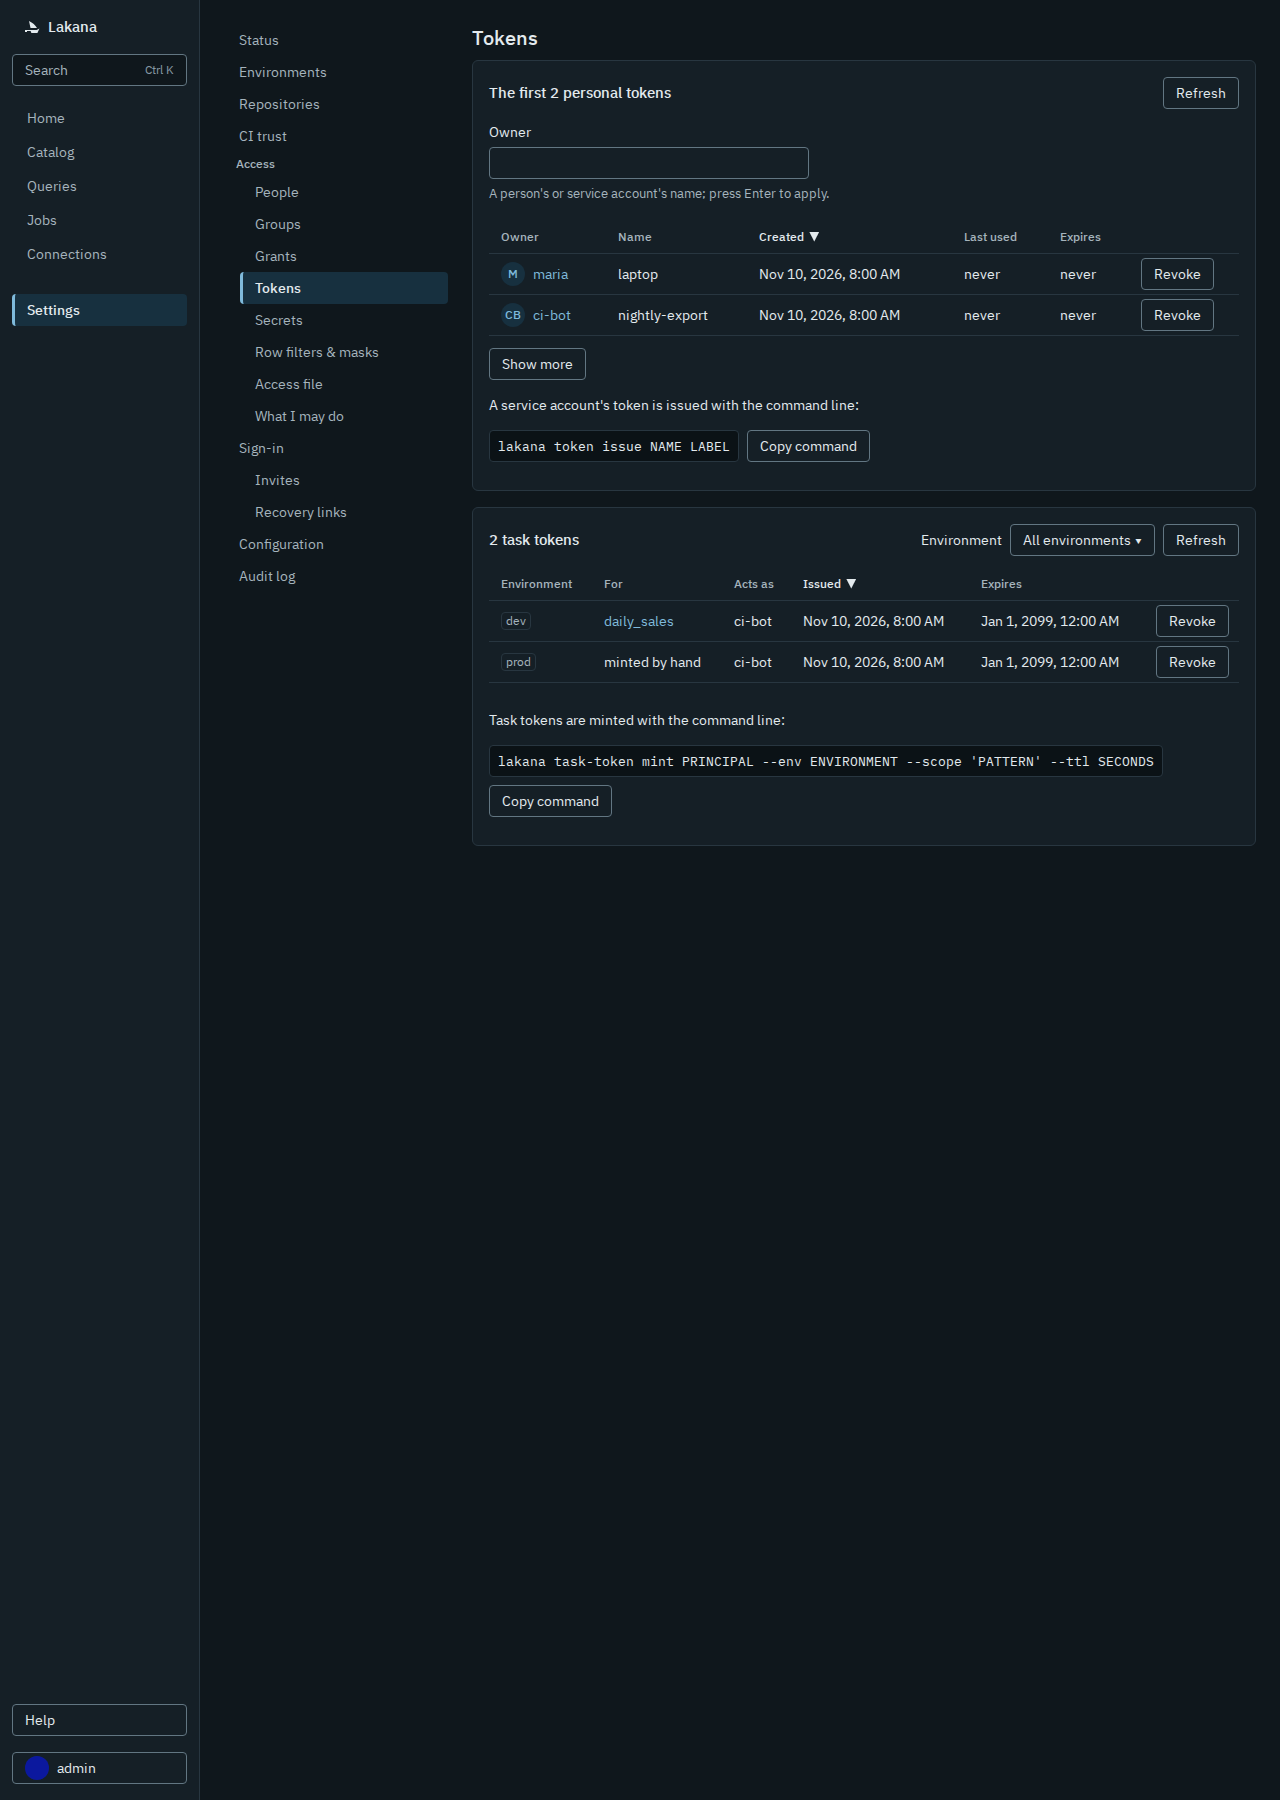 Lakana
Search Ctrl K
Home
Catalog
Queries
Jobs
Connections
Settings
Help
admin
Status
Environments
Repositories
CI trust
Access
People
Groups
Grants
Tokens
Secrets
Row filters & masks
Access file
What I may do
Sign-in
Invites
Recovery links
Configuration
Audit log
Tokens
The first 2 personal tokens Refresh
Owner
A person's or service account's name; press Enter to apply.
Owner Name Created ▼ Last used Expires
M maria laptop Nov 10, 2026, 8:00 AM never never Revoke
CB ci-bot nightly-export Nov 10, 2026, 8:00 AM never never Revoke
Show more
A service account's token is issued with the command line:
lakana token issue NAME LABEL Copy command
2 task tokens Environment All environments ▾ Refresh
Environment For Acts as Issued ▼ Expires
dev daily_sales ci-bot Nov 10, 2026, 8:00 AM Jan 1, 2099, 12:00 AM Revoke
prod minted by hand ci-bot Nov 10, 2026, 8:00 AM Jan 1, 2099, 12:00 AM Revoke
Task tokens are minted with the command line:
lakana task-token mint PRINCIPAL --env ENVIRONMENT --scope 'PATTERN' --ttl SECONDS
Copy command